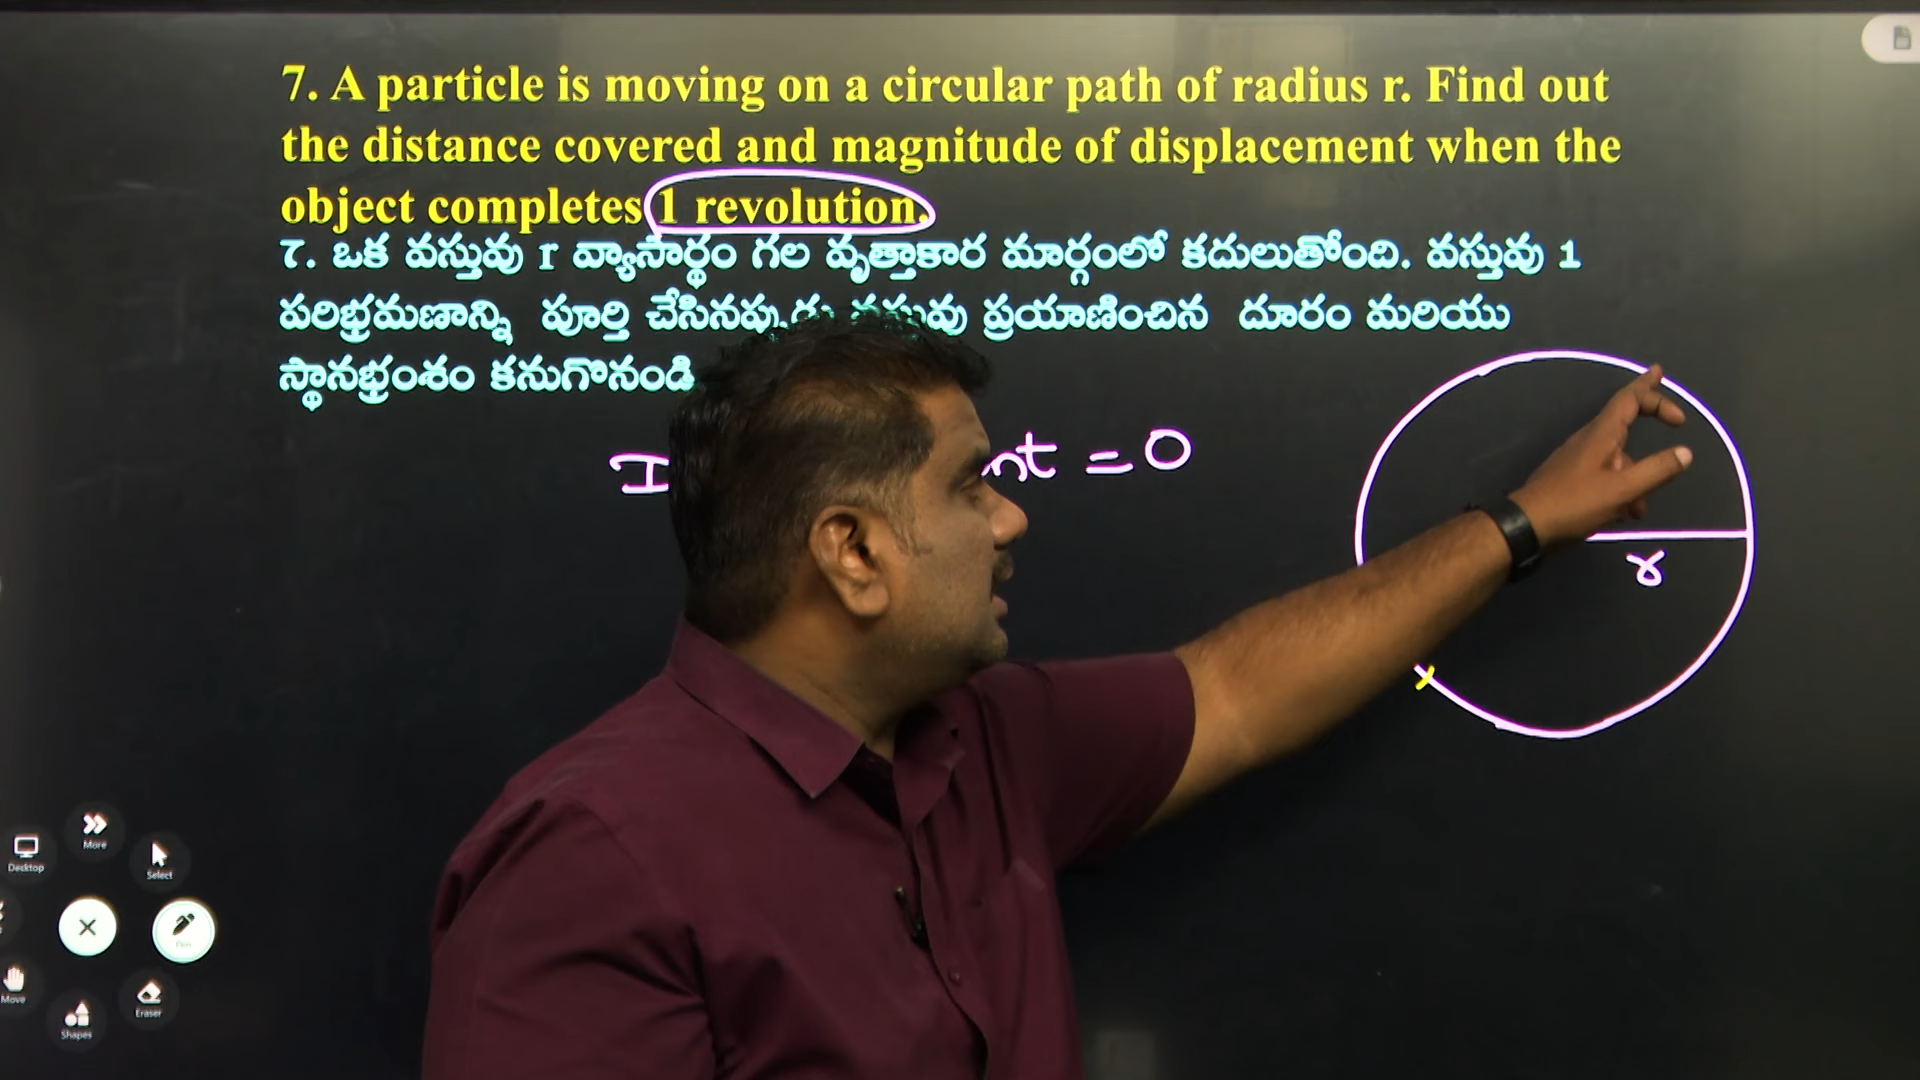 7. A particle is moving on a circular path of radius r. Find out
the distance covered and magnitude of displacement when the
object completes 1 revolution.
7. ఒక వస్తువు r వ్యాసార్థం గల వృత్తాకార మార్గంలో కదులుతోంది. వస్తువు 1
పరిభ్రమణాన్ని పూర్తి చేసినప్పుడు వస్తువు ప్రయాణించిన దూరం మరియు
స్థానభ్రంశం కనుగొనండి
= 0
r
More
Desktop
Select
Pen
Move
Eraser
Shapes